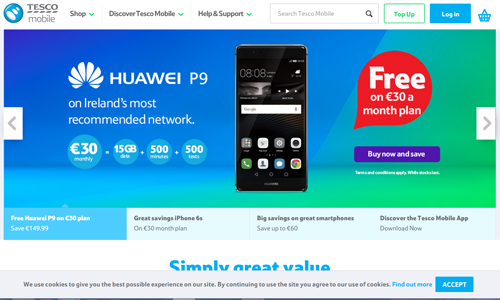 TESCO
mobile
Shop
Discover Tesco Mobile
Help & Support
Search Tesco Mobile
Top Up
Log in
HUAWEI P9
on Ireland's most
recommended network.
€30
monthly
+
15GB
data
+
500
minutes
+
500
texts
08:08
HUAWEI
Free
on €30 a
month plan
Buy now and save
Terms and conditions apply. While stocks last.
Free Huawei P9 on €30 plan
Save €149.99
Great savings iPhone 6s
On €30 month plan
Big savings on great smartphones
Save up to €60
Discover the Tesco Mobile App
Download Now
Simply great value
We use cookies to give you the best possible experience on our site. By continuing to use the site you agree to our use of cookies. Find out more
ACCEPT